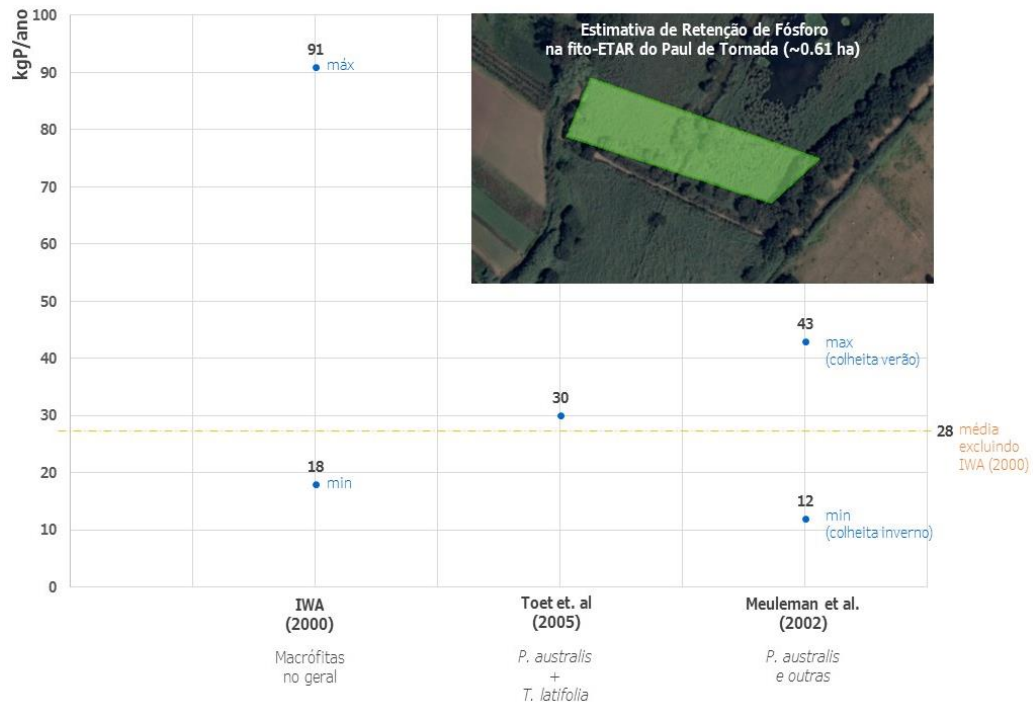 kgP/ano
100
90
80
70
60
50
40
30
20
10
0
Estimativa de Retenção de Fósforo
na fito-ETAR do Paul de Tornada (~0.61 ha)
91
máx
18
min
30
43
max
(colheita verão)
12
min
(colheita inverno)
28 média
excluindo
IWA (2000)
IWA
(2000)
Macrófitas
no geral
Toet et. al
(2005)
P. australis
+
T. latifolia
Meuleman et al.
(2002)
P. australis
e outras